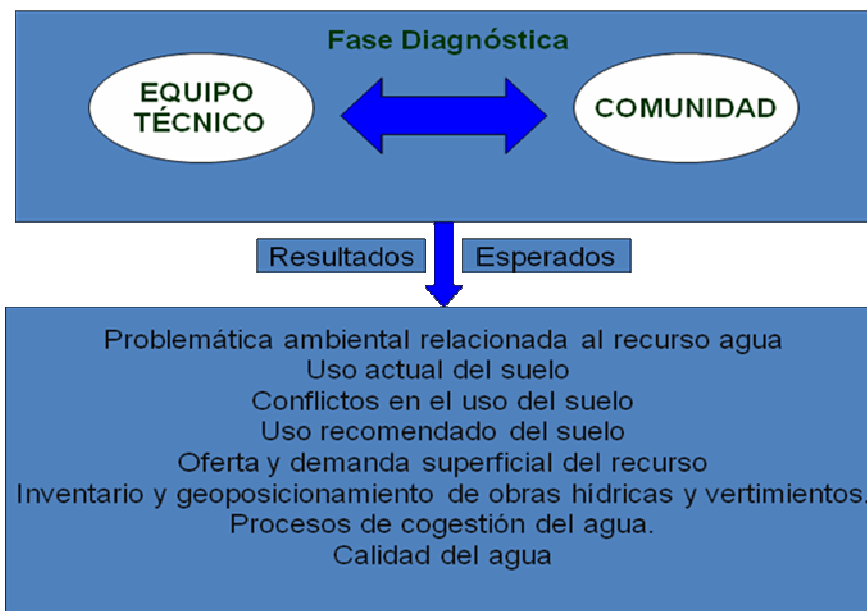 Fase Diagnóstica
EQUIPO
TÉCNICO
COMUNIDAD
Resultados
Esperados
Problemática ambiental relacionada al recurso agua
Uso actual del suelo
Conflictos en el uso del suelo
Uso recomendado del suelo
Oferta y demanda superficial del recurso
Inventario y geoposicionamiento de obras hídricas y vertimientos.
Procesos de cogestión del agua.
Calidad del agua